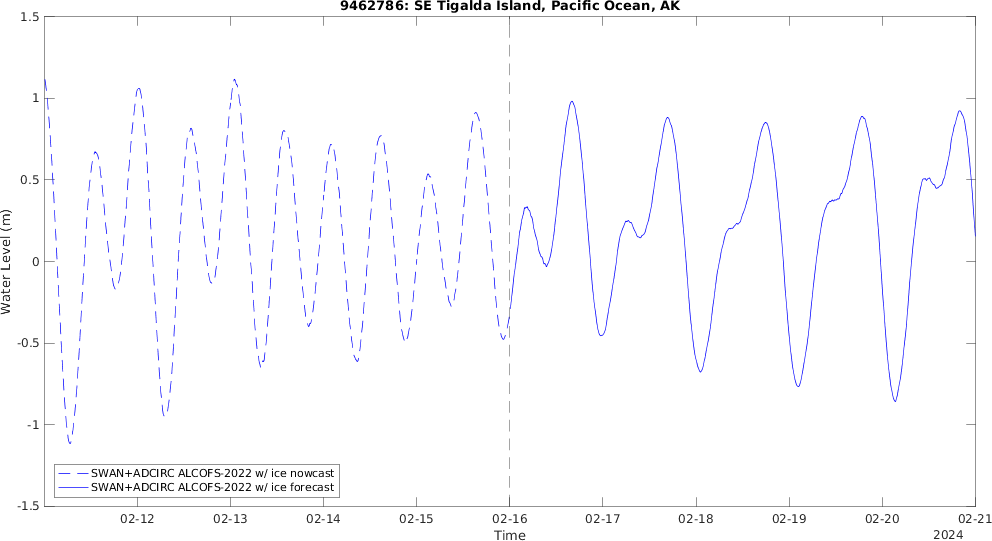 9462786: SE Tigalda Island, Pacific Ocean, AK
Water Level (m)
1.5
1
0.5
0
-0.5
-1
-1.5
SWAN+ADCIRC ALCOFS-2022 w/ ice nowcast
SWAN+ADCIRC ALCOFS-2022 w/ ice forecast
02-12 02-13 02-14 02-15 02-16 02-17 02-18 02-19 02-20 02-21
Time
2024